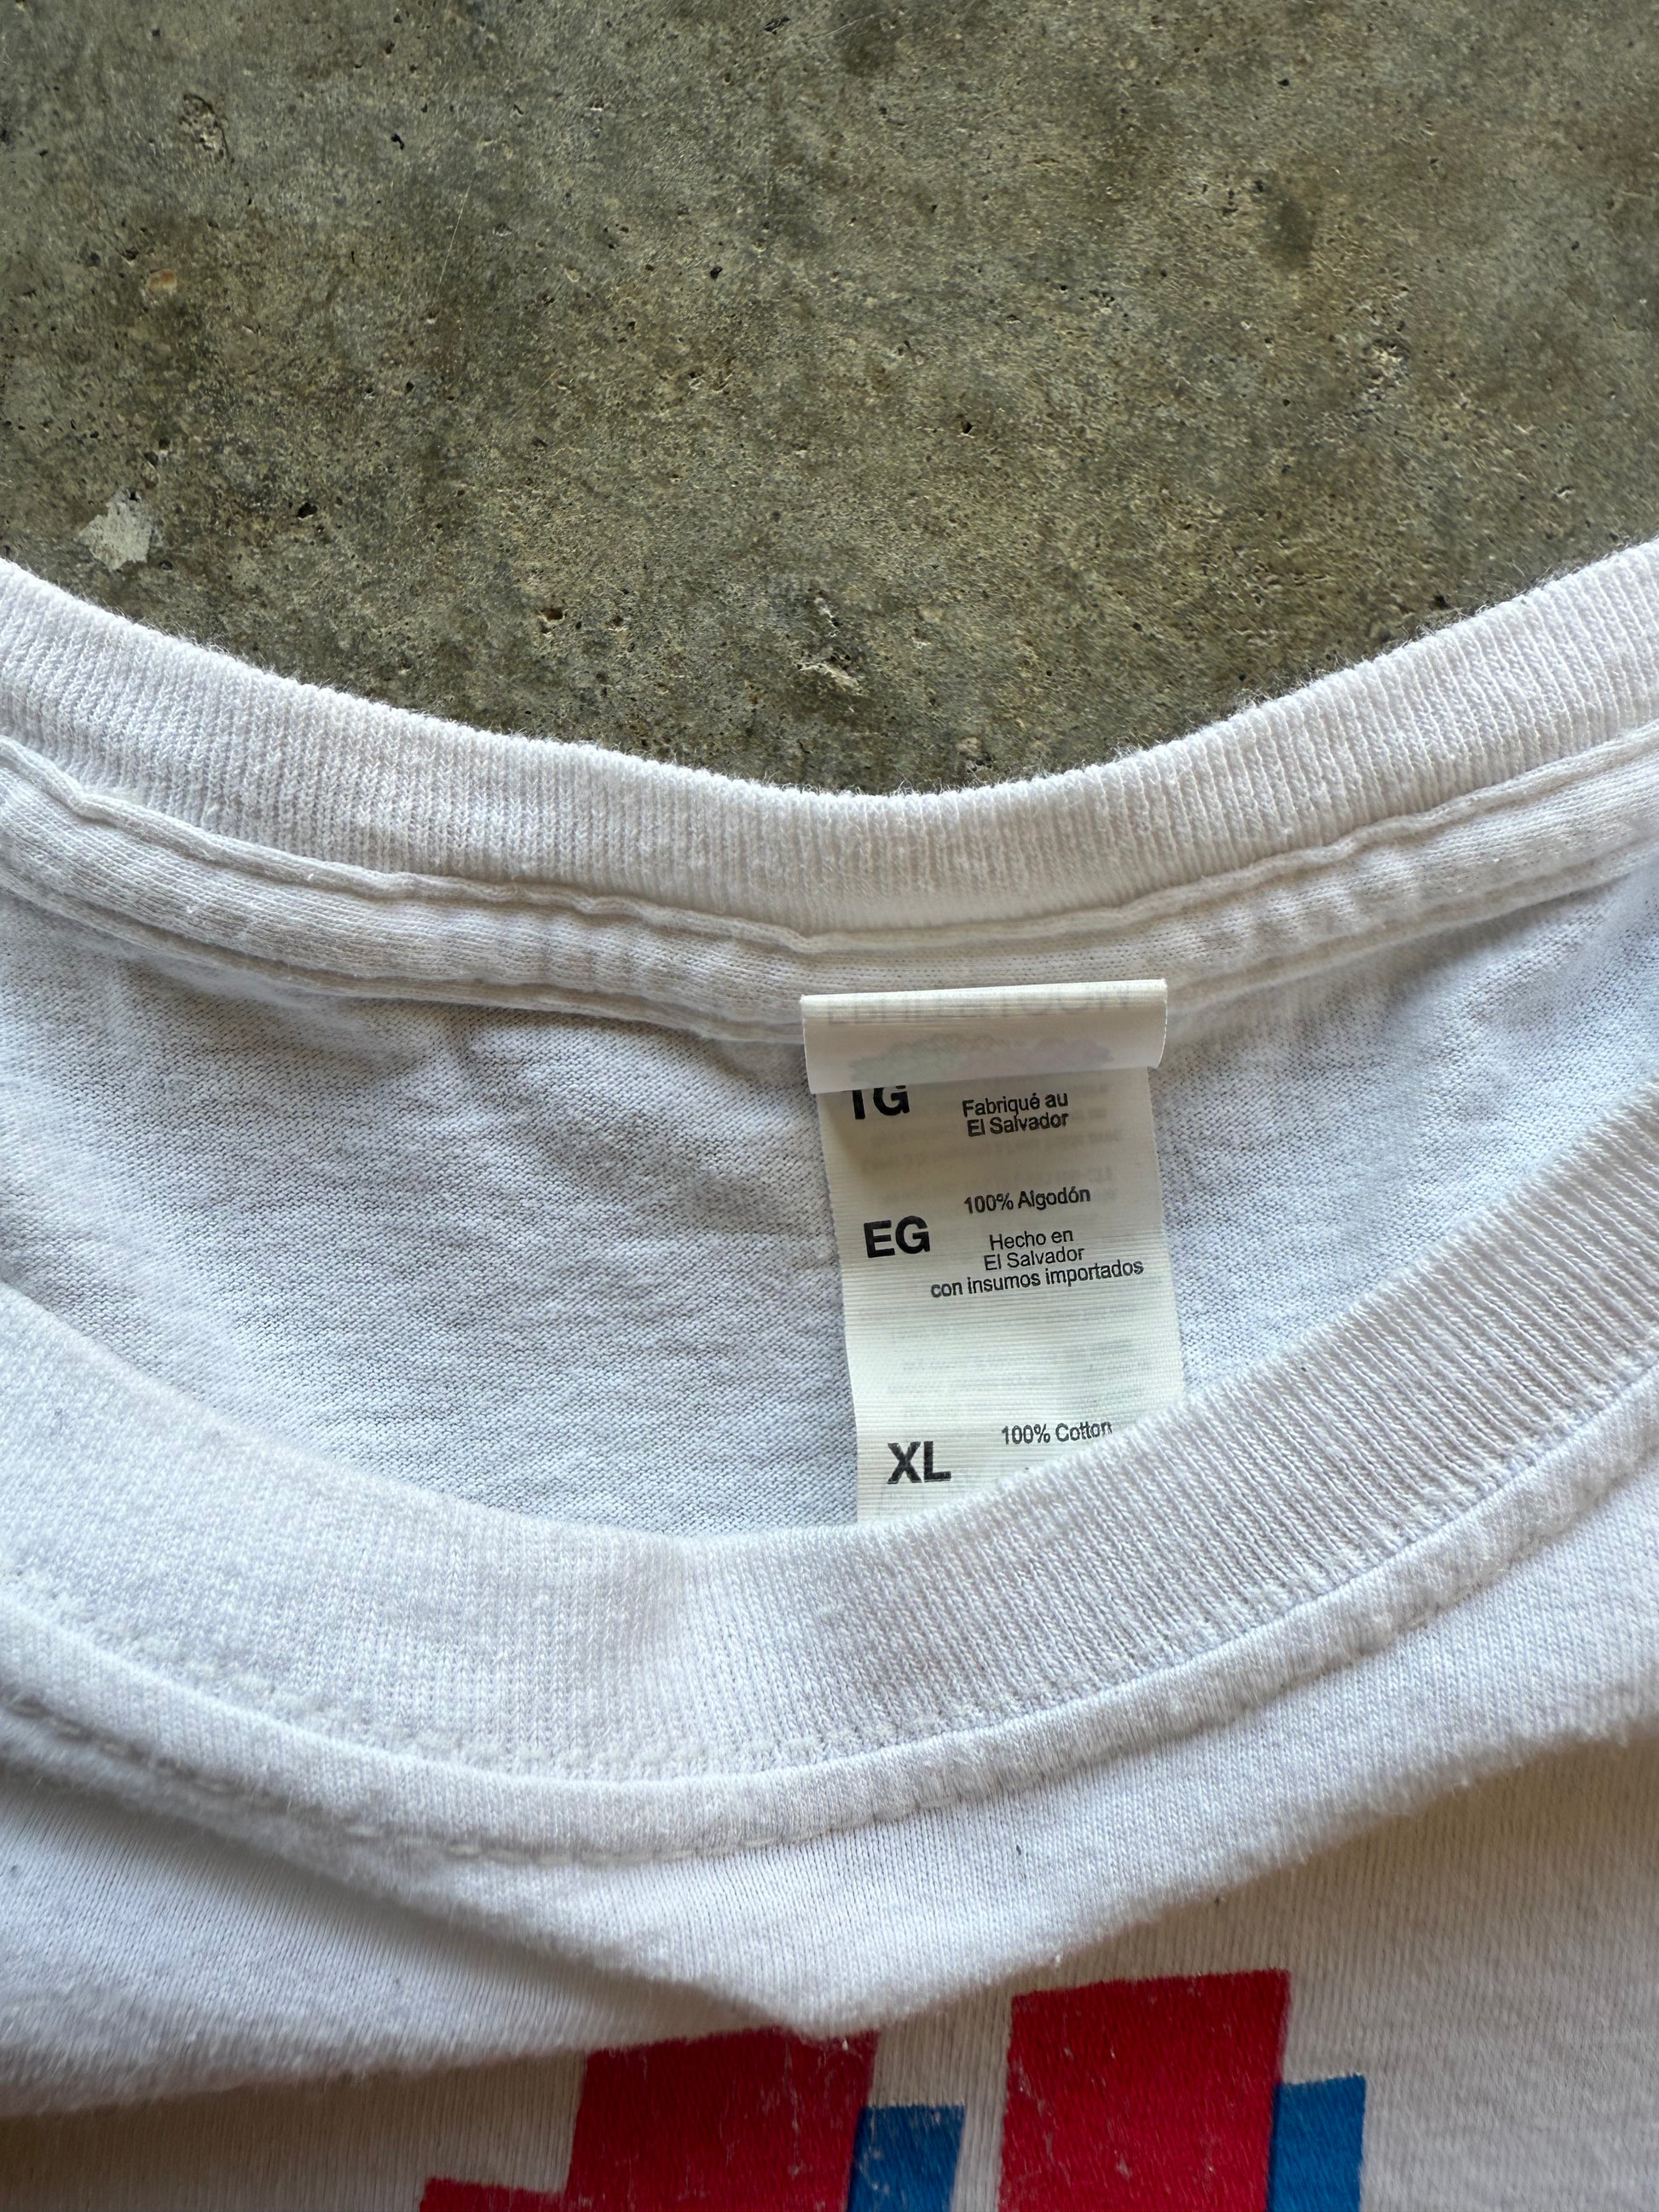 TG
Fabriqué au
El Salvador
100% Algodón
EG
Hecho en
El Salvador
con insumos importados
100% Cotton
XL